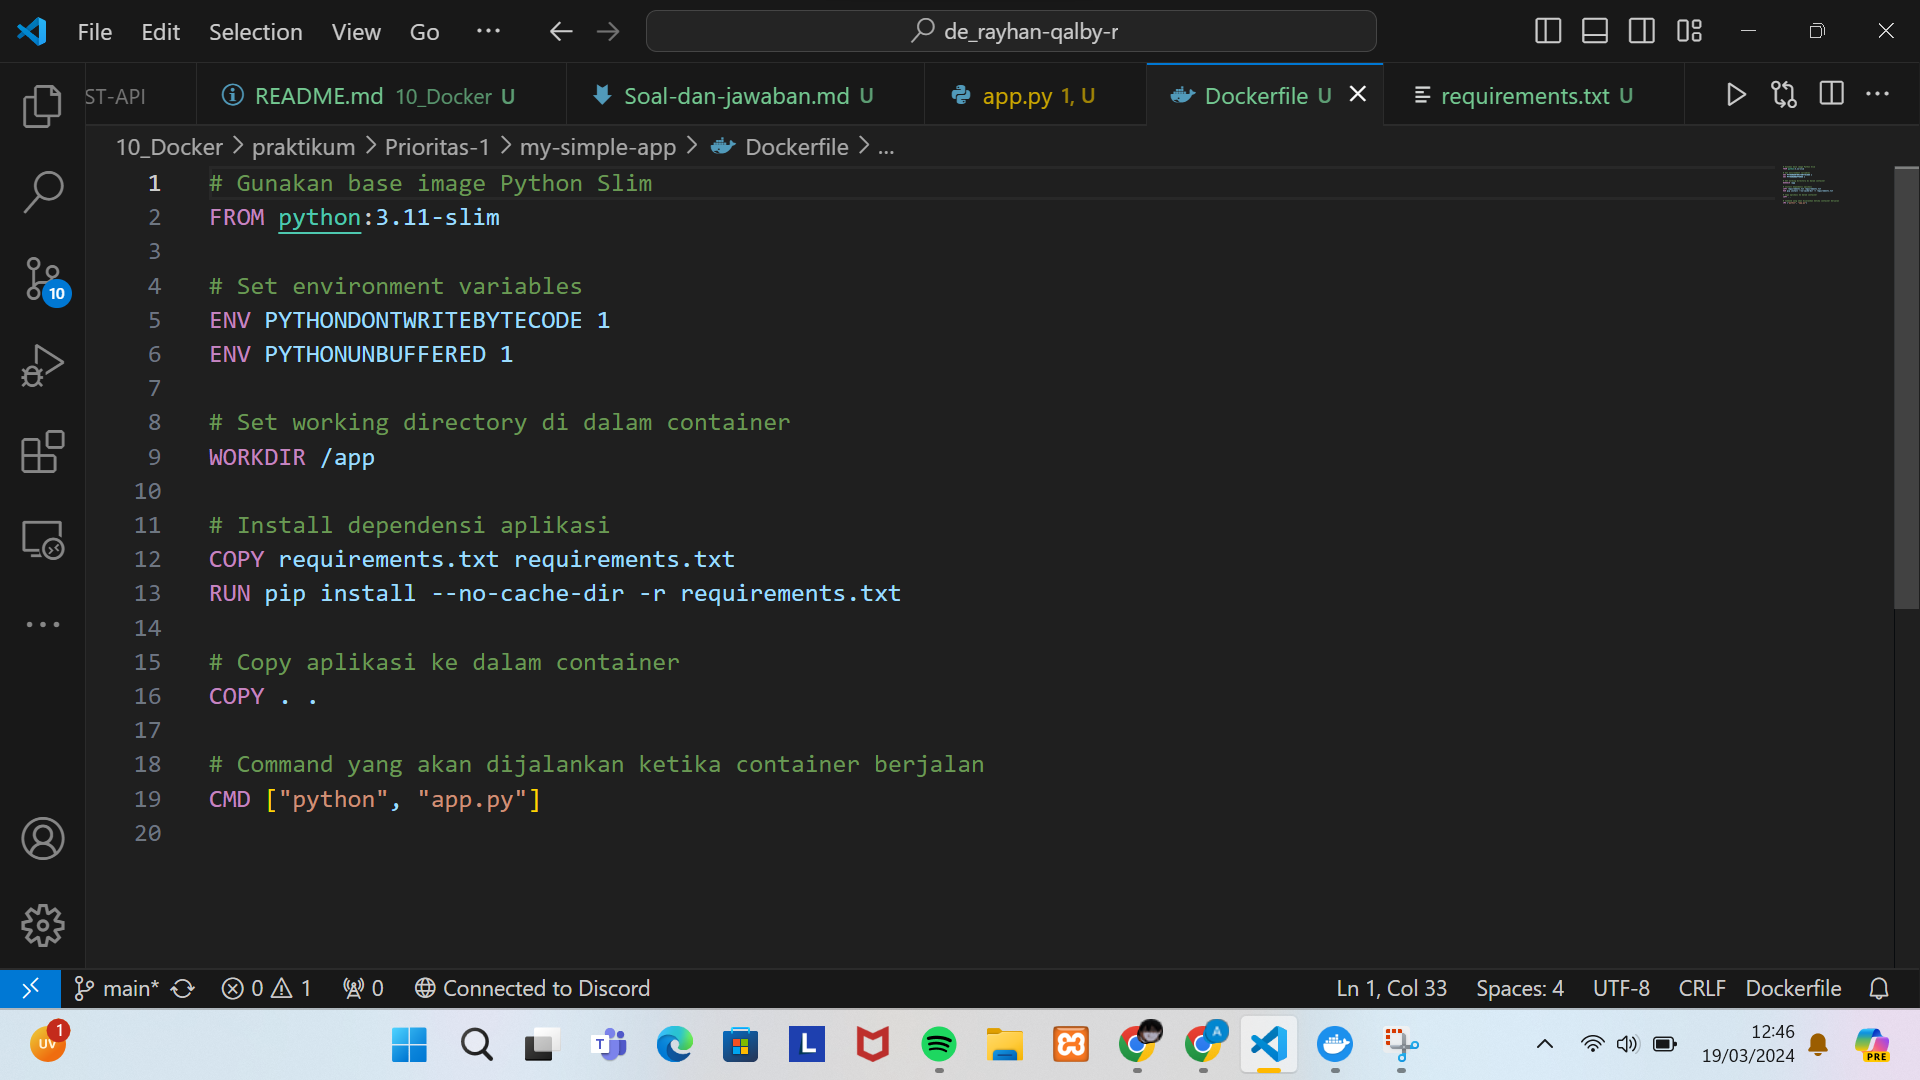 File Edit Selection View Go ...
de_rayhan-qalby-r
ST-API
README.md 10_Docker U
Soal-dan-jawaban.md U
app.py 1, U
Dockerfile U
requirements.txt U
10_Docker > praktikum > Prioritas-1 > my-simple-app > Dockerfile > ...
1 # Gunakan base image Python Slim
2 FROM python:3.11-slim
3
4 # Set environment variables
5 ENV PYTHONDONTWRITEBYTECODE 1
6 ENV PYTHONUNBUFFERED 1
7
8 # Set working directory di dalam container
9 WORKDIR /app
10
11 # Install dependensi aplikasi
12 COPY requirements.txt requirements.txt
13 RUN pip install --no-cache-dir -r requirements.txt
14
15 # Copy aplikasi ke dalam container
16 COPY . .
17
18 # Command yang akan dijalankan ketika container berjalan
19 CMD ["python", "app.py"]
20
10
main* 0 1 0 Connected to Discord
Ln 1, Col 33 Spaces: 4 UTF-8 CRLF Dockerfile
UV 1
T
L
A
12:46
19/03/2024
PRE